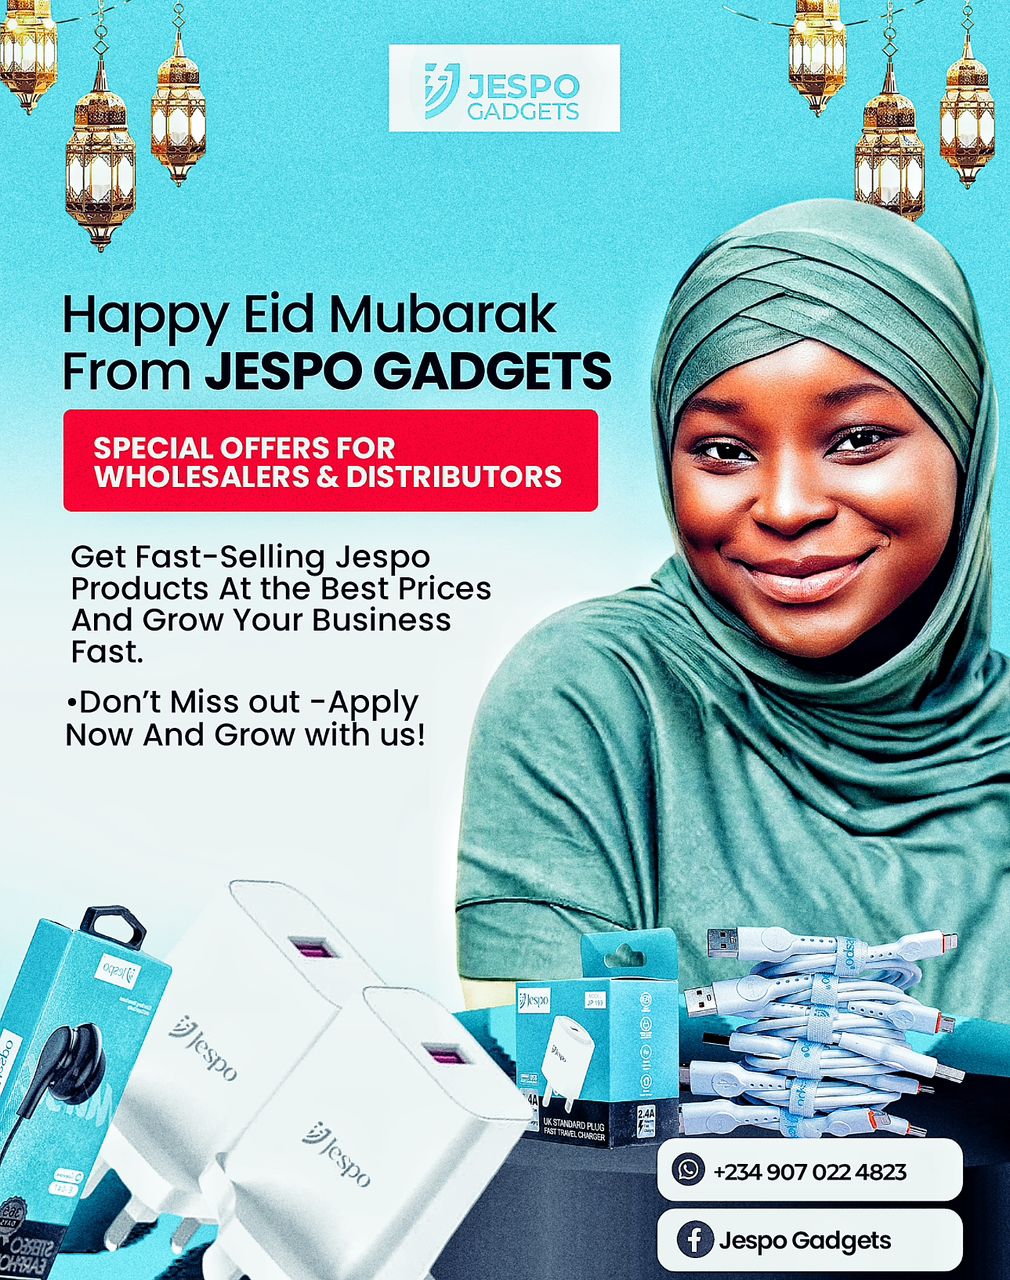 JESPO
GADGETS
Happy Eid Mubarak
From JESPO GADGETS
SPECIAL OFFERS FOR
WHOLESALERS & DISTRIBUTORS
Get Fast-Selling Jespo
Products At the Best Prices
And Grow Your Business
Fast.
•Don’t Miss out -Apply
Now And Grow with us!
Jespo
Jespo
Jespo
Jespo
Jespo
UK STANDARD PLUG
FAST TRAVEL CHARGER
2.4A
STEREO
+234 907 022 4823
Jespo Gadgets